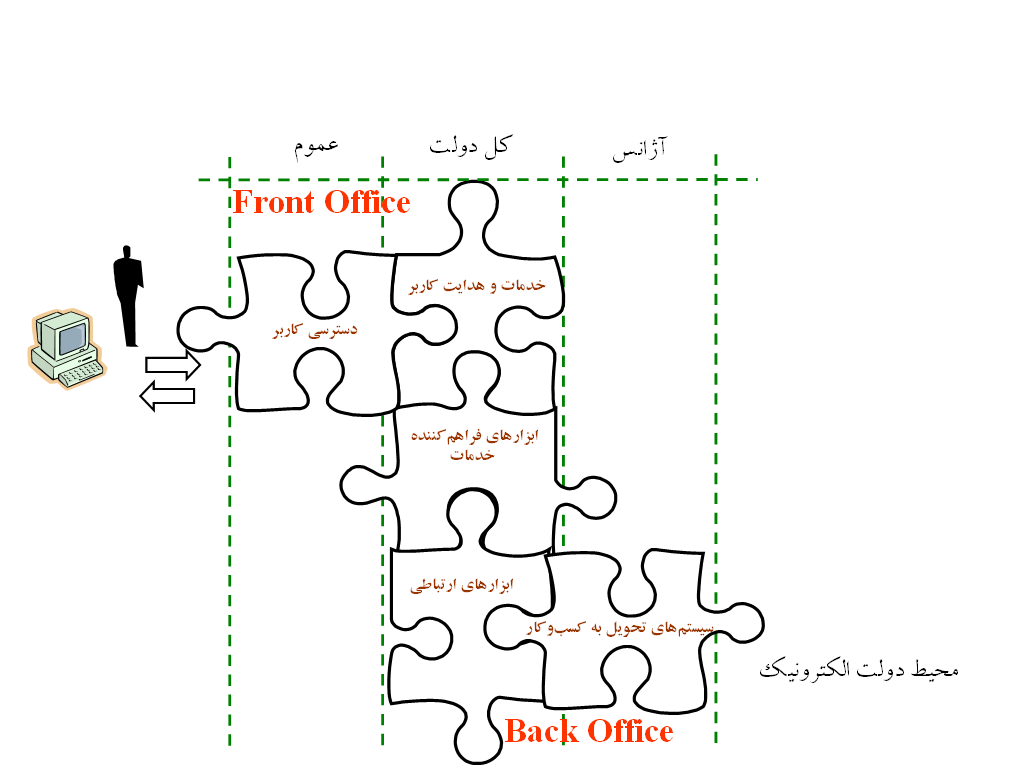 عموم
کل دولت
آژانس
Front Office
خدمات و هدایت کاربر
دسترسی کاربر
ابزارهای فراهم‌کننده
خدمات
ابزارهای ارتباطی
سیستم‌های تحویل به کسب‌وکار
محیط دولت الکترونیک
Back Office